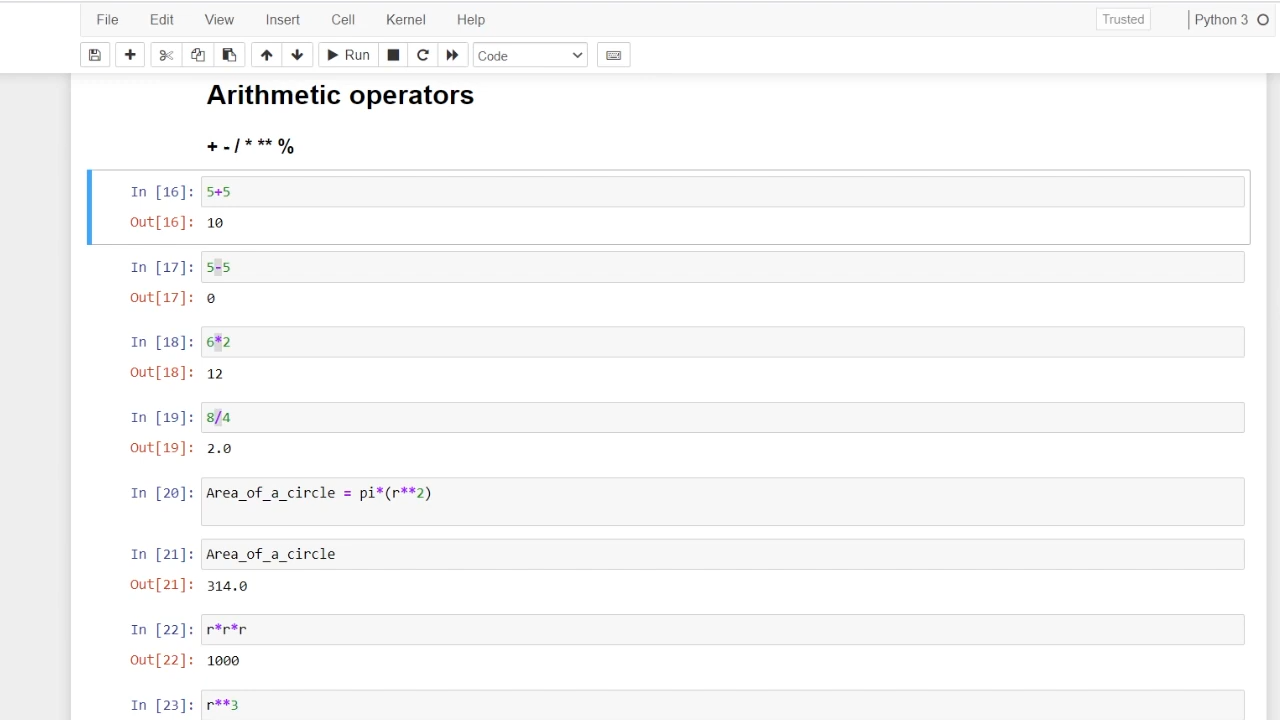 File Edit View Insert Cell Kernel Help Trusted Python 3
Run Code
Arithmetic operators
+ - / * ** %
In [16]: 5+5
Out[16]: 10
In [17]: 5-5
Out[17]: 0
In [18]: 6*2
Out[18]: 12
In [19]: 8/4
Out[19]: 2.0
In [20]: Area_of_a_circle = pi*(r**2)
In [21]: Area_of_a_circle
Out[21]: 314.0
In [22]: r*r*r
Out[22]: 1000
In [23]: r**3